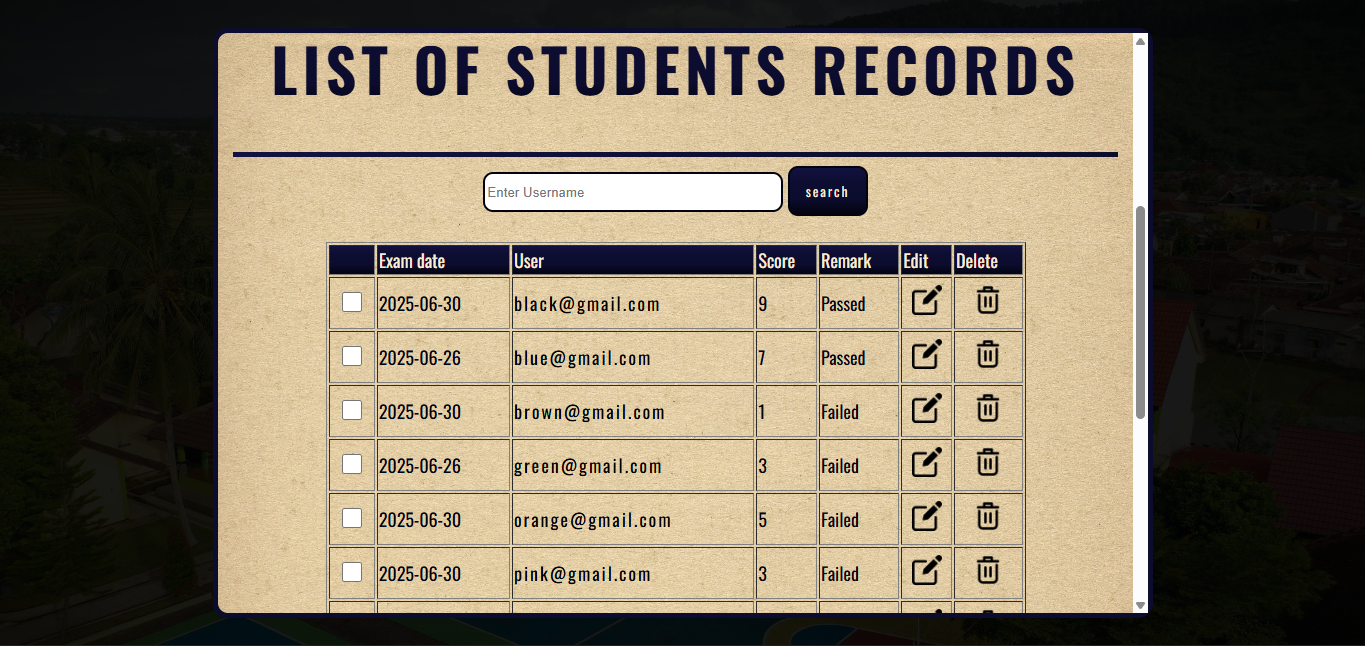 LIST OF STUDENTS RECORDS
Enter Username search
Exam date User Score Remark Edit Delete
2025-06-30 black@gmail.com 9 Passed
2025-06-26 blue@gmail.com 7 Passed
2025-06-30 brown@gmail.com 1 Failed
2025-06-26 green@gmail.com 3 Failed
2025-06-30 orange@gmail.com 5 Failed
2025-06-30 pink@gmail.com 3 Failed